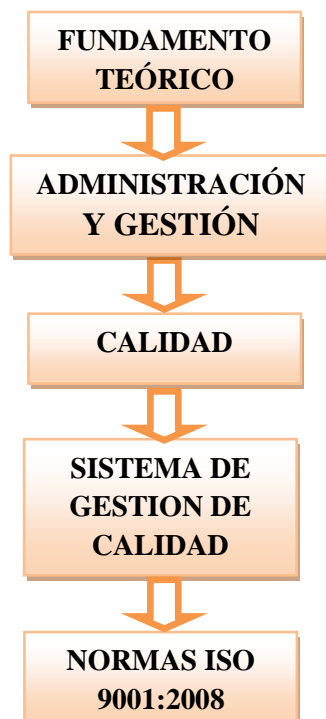 FUNDAMENTO
TEÓRICO
ADMINISTRACIÓN
Y GESTIÓN
CALIDAD
SISTEMA DE
GESTION DE
CALIDAD
NORMAS ISO
9001:2008